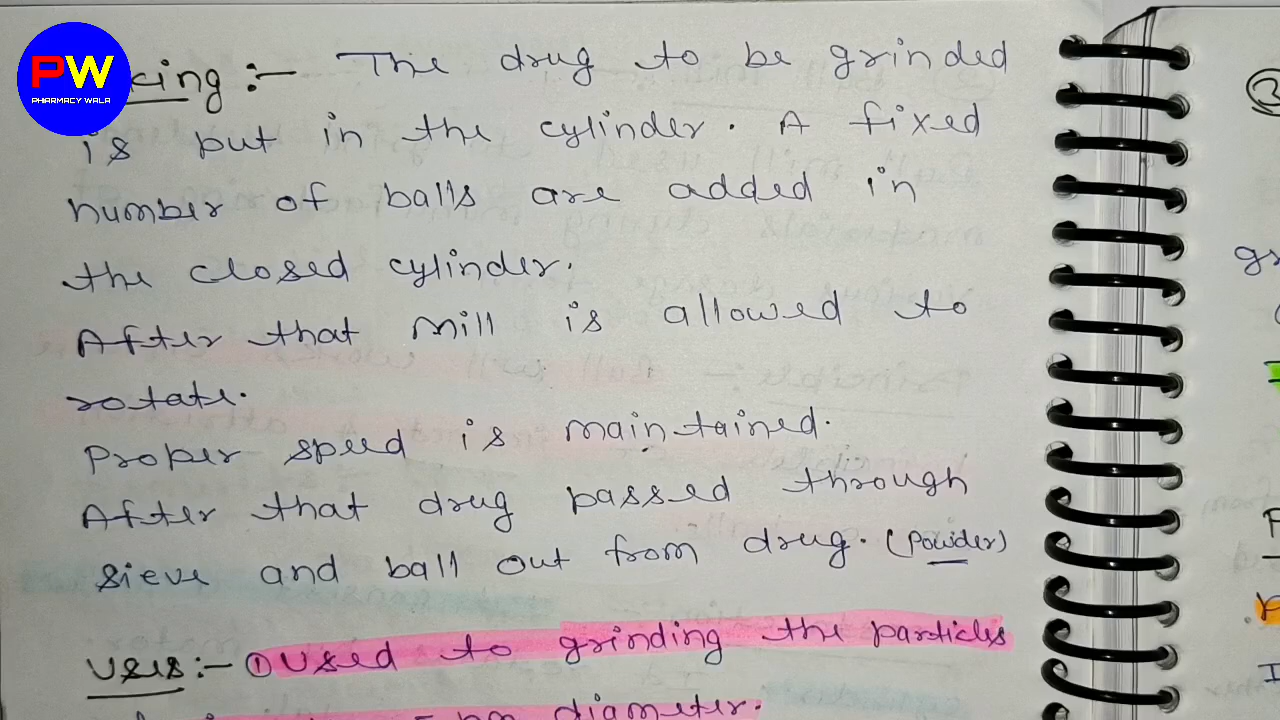 PW
PHARMACY WALA
king :- The drug to be grinded
is put in the cylinder. A fixed
number of balls are added in
the closed cylinder.
After that mill is allowed to
rotate.
Proper speed is maintained.
After that drug passed through
sieve and ball out from drug. (Powder)
Uses :- ① Used to grinding the particles
diameter.
②
gr